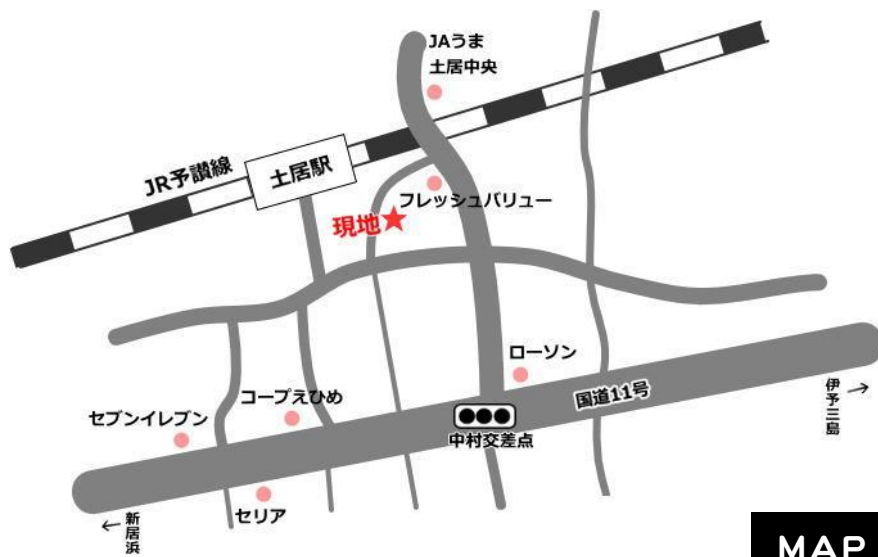 JAうま
土居中央
JR予讃線
土居駅
フレッシュバリュー
現地
ローソン
国道11号
伊予三島
コープえひめ
セブンイレブン
中村交差点
セリア
新居浜
MAP